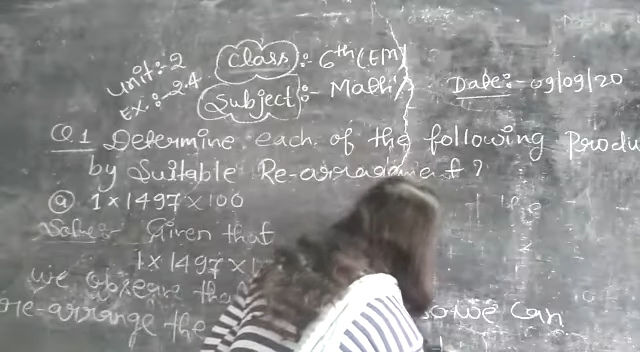 Unit:-2 Class:- 6th (EM)
Ex.:-2.4 Subject:- Maths Date:-09/09/20
Q.1 Determine each of the following Produ
by Suitable Re-arrangement?
(a) 1×1497×100
Given that
1×1497×1
we observe tha
re-arrange the so we can